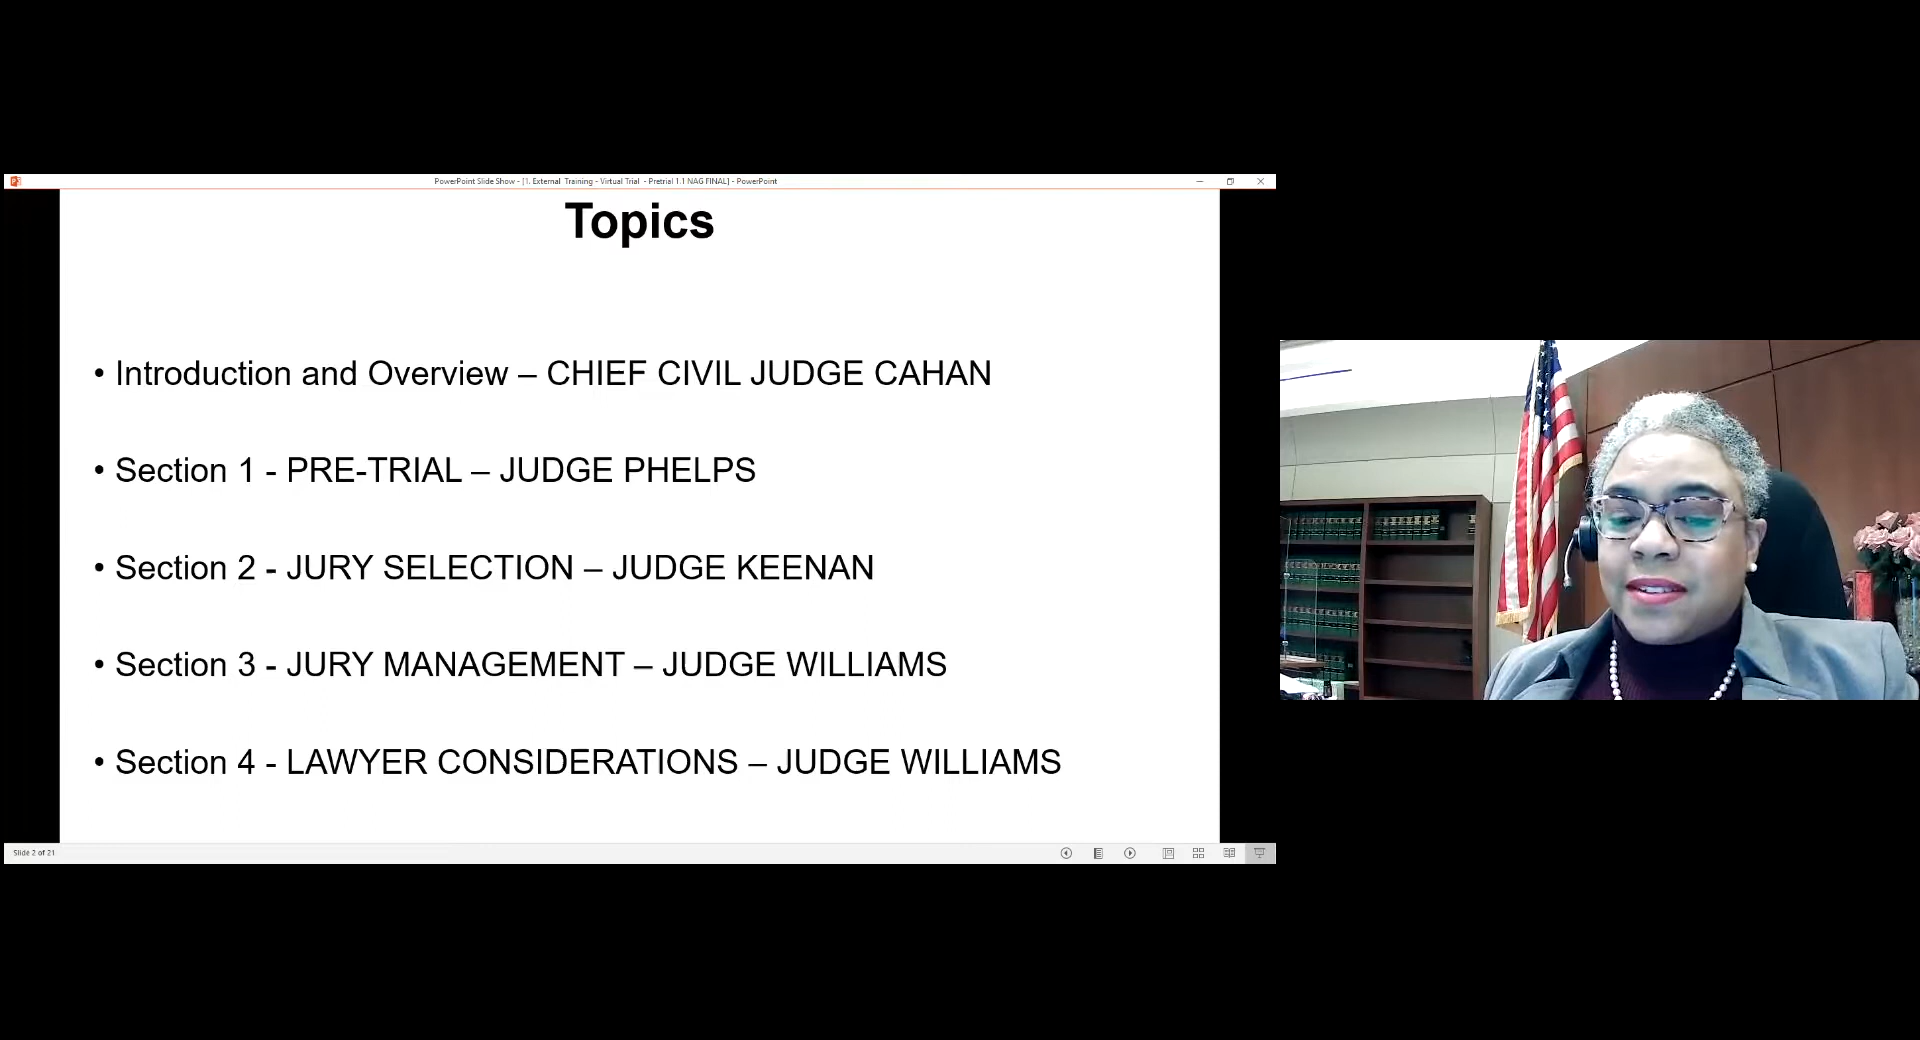 PowerPoint Slide Show - [1. External Training - Virtual Trial - Pretrial 1.1 NAG FINAL] - PowerPoint
Topics
• Introduction and Overview – CHIEF CIVIL JUDGE CAHAN
• Section 1 - PRE-TRIAL – JUDGE PHELPS
• Section 2 - JURY SELECTION – JUDGE KEENAN
• Section 3 - JURY MANAGEMENT – JUDGE WILLIAMS
• Section 4 - LAWYER CONSIDERATIONS – JUDGE WILLIAMS
Slide 2 of 21